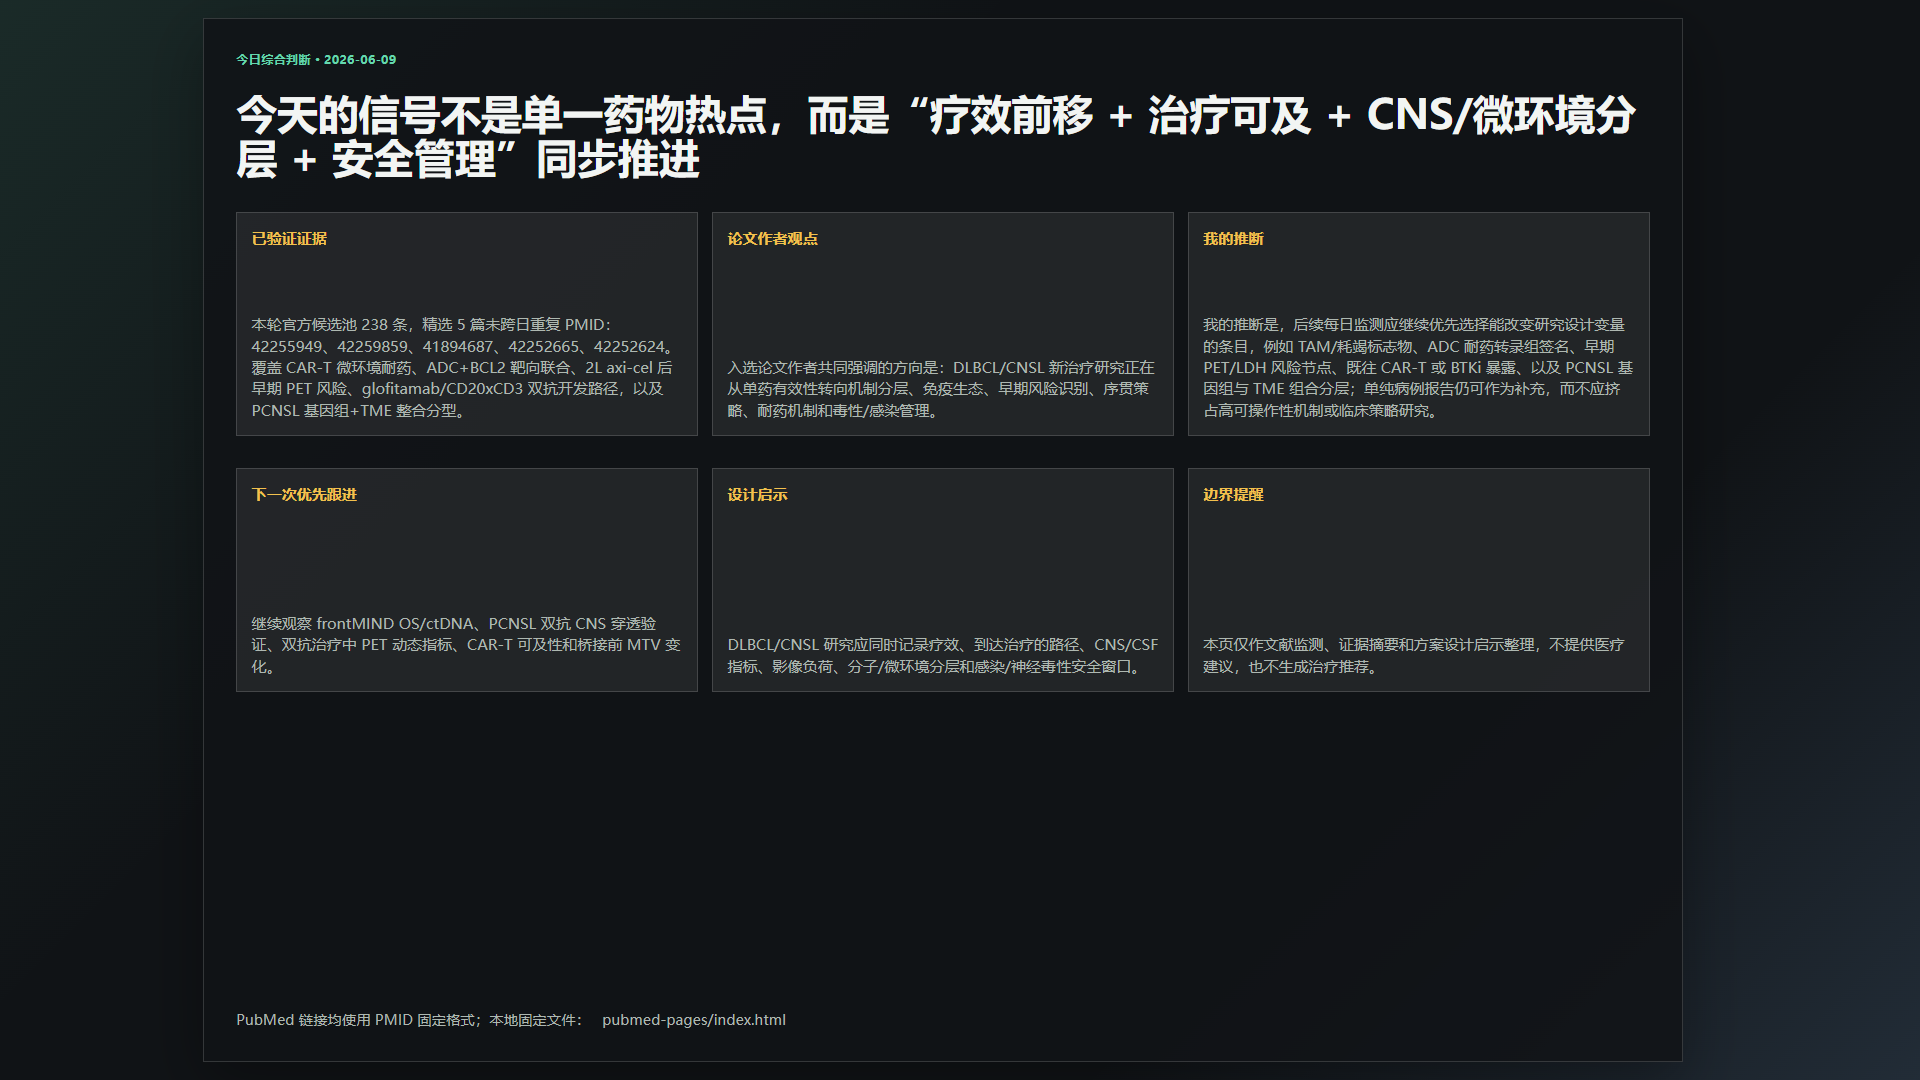 今日综合判断 • 2026-06-09
今天的信号不是单一药物热点，而是“疗效前移 + 治疗可及 + CNS/微环境分
层 + 安全管理”同步推进
已验证证据
本轮官方候选池 238 条，精选 5 篇未跨日重复 PMID：
42255949、42259859、41894687、42252665、42252624。
覆盖 CAR-T 微环境耐药、ADC+BCL2 靶向联合、2L axi-cel 后
早期 PET 风险、glofitamab/CD20xCD3 双抗开发路径，以及
PCNSL 基因组+TME 整合分型。
论文作者观点
入选论文作者共同强调的方向是：DLBCL/CNSL 新治疗研究正在
从单药有效性转向机制分层、免疫生态、早期风险识别、序贯策
略、耐药机制和毒性/感染管理。
我的推断
我的推断是，后续每日监测应继续优先选择能改变研究设计变量
的条目，例如 TAM/耗竭标志物、ADC 耐药转录组签名、早期
PET/LDH 风险节点、既往 CAR-T 或 BTKi 暴露、以及 PCNSL 基
因组与 TME 组合分层；单纯病例报告仍可作为补充，而不应挤
占高可操作性机制或临床策略研究。
下一次优先跟进
继续观察 frontMIND OS/ctDNA、PCNSL 双抗 CNS 穿透验
证、双抗治疗中 PET 动态指标、CAR-T 可及性和桥接前 MTV 变
化。
设计启示
DLBCL/CNSL 研究应同时记录疗效、到达治疗的路径、CNS/CSF
指标、影像负荷、分子/微环境分层和感染/神经毒性安全窗口。
边界提醒
本页仅作文献监测、证据摘要和方案设计启示整理，不提供医疗
建议，也不生成治疗推荐。
PubMed 链接均使用 PMID 固定格式；本地固定文件： pubmed-pages/index.html